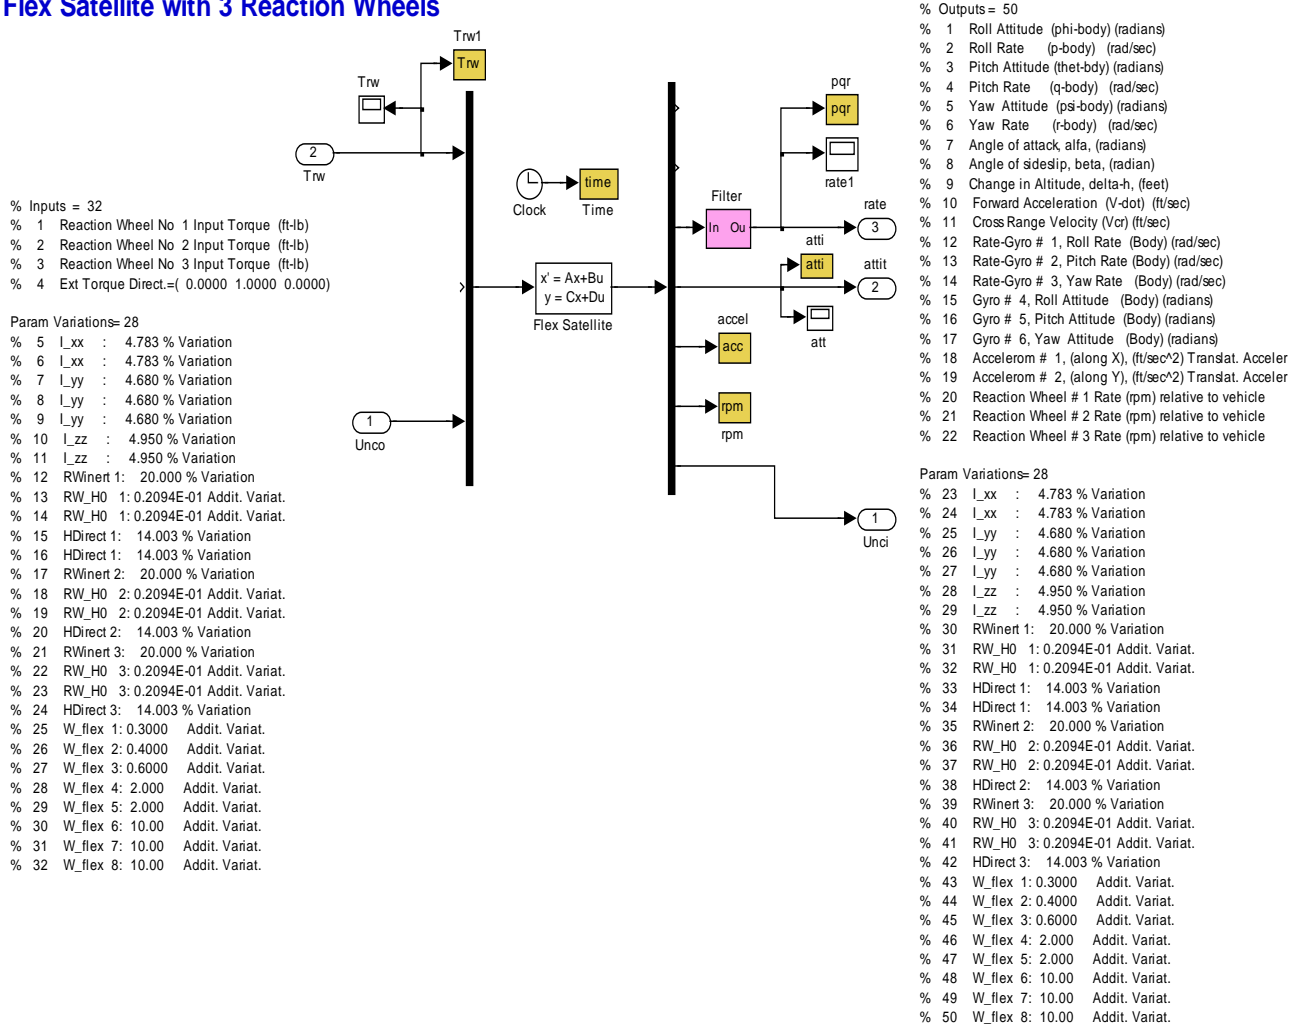 Flex Satellite with 3 Reaction Wheels
% Inputs = 32
% 1 Reaction Wheel No 1 Input Torque (ft-lb)
% 2 Reaction Wheel No 2 Input Torque (ft-lb)
% 3 Reaction Wheel No 3 Input Torque (ft-lb)
% 4 Ext Torque Direct.=( 0.0000 1.0000 0.0000)
Param Variations= 28
% 5 I_xx : 4.783 % Variation
% 6 I_xx : 4.783 % Variation
% 7 I_yy : 4.680 % Variation
% 8 I_yy : 4.680 % Variation
% 9 I_yy : 4.680 % Variation
% 10 I_zz : 4.950 % Variation
% 11 I_zz : 4.950 % Variation
% 12 RWinert 1: 20.000 % Variation
% 13 RW_H0 1: 0.2094E-01 Addit. Variat.
% 14 RW_H0 1: 0.2094E-01 Addit. Variat.
% 15 HDirect 1: 14.003 % Variation
% 16 HDirect 1: 14.003 % Variation
% 17 RWinert 2: 20.000 % Variation
% 18 RW_H0 2: 0.2094E-01 Addit. Variat.
% 19 RW_H0 2: 0.2094E-01 Addit. Variat.
% 20 HDirect 2: 14.003 % Variation
% 21 RWinert 3: 20.000 % Variation
% 22 RW_H0 3: 0.2094E-01 Addit. Variat.
% 23 RW_H0 3: 0.2094E-01 Addit. Variat.
% 24 HDirect 3: 14.003 % Variation
% 25 W_flex 1: 0.3000 Addit. Variat.
% 26 W_flex 2: 0.4000 Addit. Variat.
% 27 W_flex 3: 0.6000 Addit. Variat.
% 28 W_flex 4: 2.000 Addit. Variat.
% 29 W_flex 5: 2.000 Addit. Variat.
% 30 W_flex 6: 10.00 Addit. Variat.
% 31 W_flex 7: 10.00 Addit. Variat.
% 32 W_flex 8: 10.00 Addit. Variat.
Trw1
Trw
Trw
2
Trw
Clock
time
Time
x' = Ax+Bu
y = Cx+Du
Flex Satellite
1
Unco
pqr
pqr
rate1
Filter
In Ou
rate
3
atti
atti
attit
2
att
accel
acc
rpm
rpm
1
Unci
% Outputs = 50
% 1 Roll Attitude (phi-body) (radians)
% 2 Roll Rate (p-body) (rad/sec)
% 3 Pitch Attitude (thet-bdy) (radians)
% 4 Pitch Rate (q-body) (rad/sec)
% 5 Yaw Attitude (psi-body) (radians)
% 6 Yaw Rate (r-body) (rad/sec)
% 7 Angle of attack, alfa, (radians)
% 8 Angle of sideslip, beta, (radian)
% 9 Change in Altitude, delta-h, (feet)
% 10 Forward Acceleration (V-dot) (ft/sec)
% 11 Cross Range Velocity (Vcr) (ft/sec)
% 12 Rate-Gyro # 1, Roll Rate (Body) (rad/sec)
% 13 Rate-Gyro # 2, Pitch Rate (Body) (rad/sec)
% 14 Rate-Gyro # 3, Yaw Rate (Body) (rad/sec)
% 15 Gyro # 4, Roll Attitude (Body) (radians)
% 16 Gyro # 5, Pitch Attitude (Body) (radians)
% 17 Gyro # 6, Yaw Attitude (Body) (radians)
% 18 Accelerom # 1, (along X), (ft/sec^2) Translat. Acceler
% 19 Accelerom # 2, (along Y), (ft/sec^2) Translat. Acceler
% 20 Reaction Wheel # 1 Rate (rpm) relative to vehicle
% 21 Reaction Wheel # 2 Rate (rpm) relative to vehicle
% 22 Reaction Wheel # 3 Rate (rpm) relative to vehicle
Param Variations= 28
% 23 I_xx : 4.783 % Variation
% 24 I_xx : 4.783 % Variation
% 25 I_yy : 4.680 % Variation
% 26 I_yy : 4.680 % Variation
% 27 I_yy : 4.680 % Variation
% 28 I_zz : 4.950 % Variation
% 29 I_zz : 4.950 % Variation
% 30 RWinert 1: 20.000 % Variation
% 31 RW_H0 1: 0.2094E-01 Addit. Variat.
% 32 RW_H0 1: 0.2094E-01 Addit. Variat.
% 33 HDirect 1: 14.003 % Variation
% 34 HDirect 1: 14.003 % Variation
% 35 RWinert 2: 20.000 % Variation
% 36 RW_H0 2: 0.2094E-01 Addit. Variat.
% 37 RW_H0 2: 0.2094E-01 Addit. Variat.
% 38 HDirect 2: 14.003 % Variation
% 39 RWinert 3: 20.000 % Variation
% 40 RW_H0 3: 0.2094E-01 Addit. Variat.
% 41 RW_H0 3: 0.2094E-01 Addit. Variat.
% 42 HDirect 3: 14.003 % Variation
% 43 W_flex 1: 0.3000 Addit. Variat.
% 44 W_flex 2: 0.4000 Addit. Variat.
% 45 W_flex 3: 0.6000 Addit. Variat.
% 46 W_flex 4: 2.000 Addit. Variat.
% 47 W_flex 5: 2.000 Addit. Variat.
% 48 W_flex 6: 10.00 Addit. Variat.
% 49 W_flex 7: 10.00 Addit. Variat.
% 50 W_flex 8: 10.00 Addit. Variat.